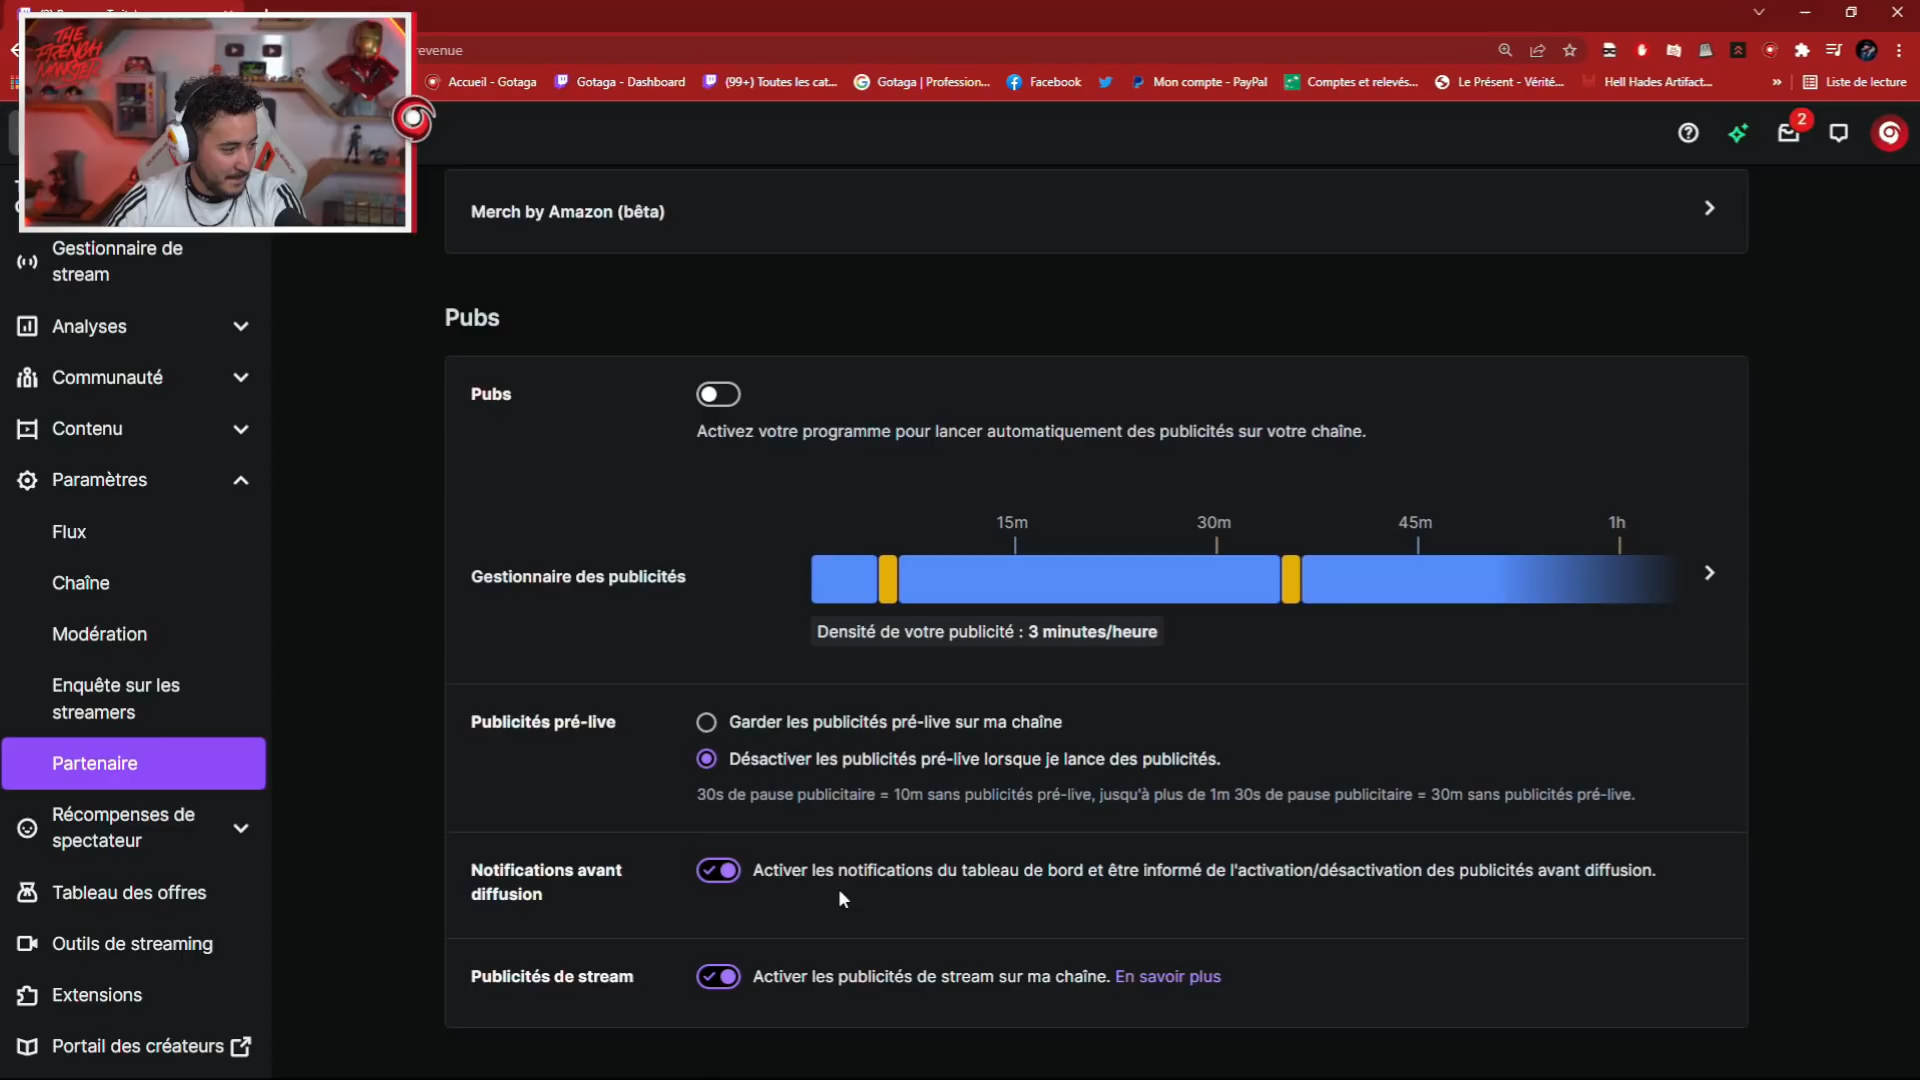 THE
FRENCH
MONSTER
revenue
Accueil - Gotaga
Gotaga - Dashboard
(99+) Toutes les cat...
Gotaga | Profession...
Facebook
Mon compte - PayPal
Comptes et relevés...
Le Présent - Vérité...
Hell Hades Artifact...
»
Liste de lecture
2
Merch by Amazon (bêta)
Gestionnaire de
stream
Analyses
Communauté
Contenu
Paramètres
Flux
Chaîne
Modération
Enquête sur les
streamers
Partenaire
Récompenses de
spectateur
Tableau des offres
Outils de streaming
Extensions
Portail des créateurs
Pubs
Pubs
Activez votre programme pour lancer automatiquement des publicités sur votre chaîne.
15m 30m 45m 1h
Gestionnaire des publicités
Densité de votre publicité : 3 minutes/heure
Publicités pré-live
Garder les publicités pré-live sur ma chaîne
Désactiver les publicités pré-live lorsque je lance des publicités.
30s de pause publicitaire = 10m sans publicités pré-live, jusqu'à plus de 1m 30s de pause publicitaire = 30m sans publicités pré-live.
Notifications avant
diffusion
Activer les notifications du tableau de bord et être informé de l'activation/désactivation des publicités avant diffusion.
Publicités de stream
Activer les publicités de stream sur ma chaîne. En savoir plus